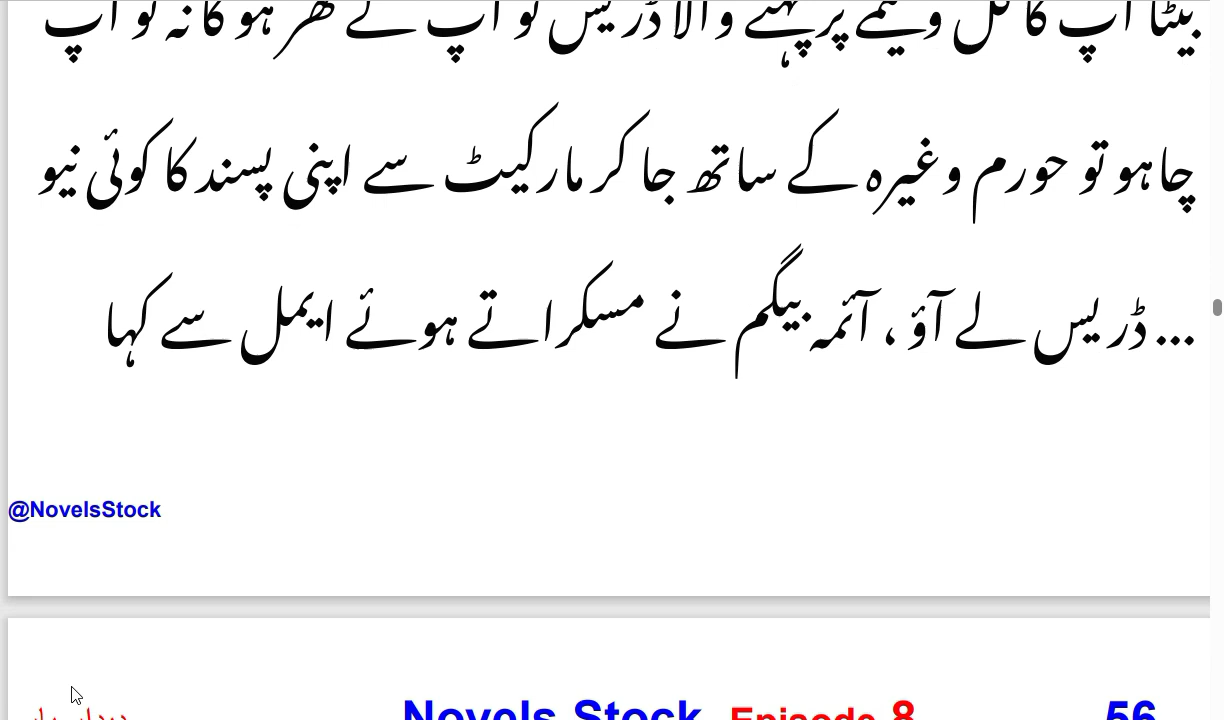 بیٹا آپ کا کل ولیمے پر پہننے والا ڈریس تو آپ کے گھر ہو گا نہ تو آپ
چاہو تو حورم وغیرہ کے ساتھ جا کر مارکیٹ سے اپنی پسند کا کوئی نیو
ڈریس لے آؤ ، آئمہ بیگم نے مسکراتے ہوئے ایمل سے کہا ...
@NovelsStock
Novels Stock Episode 8 56